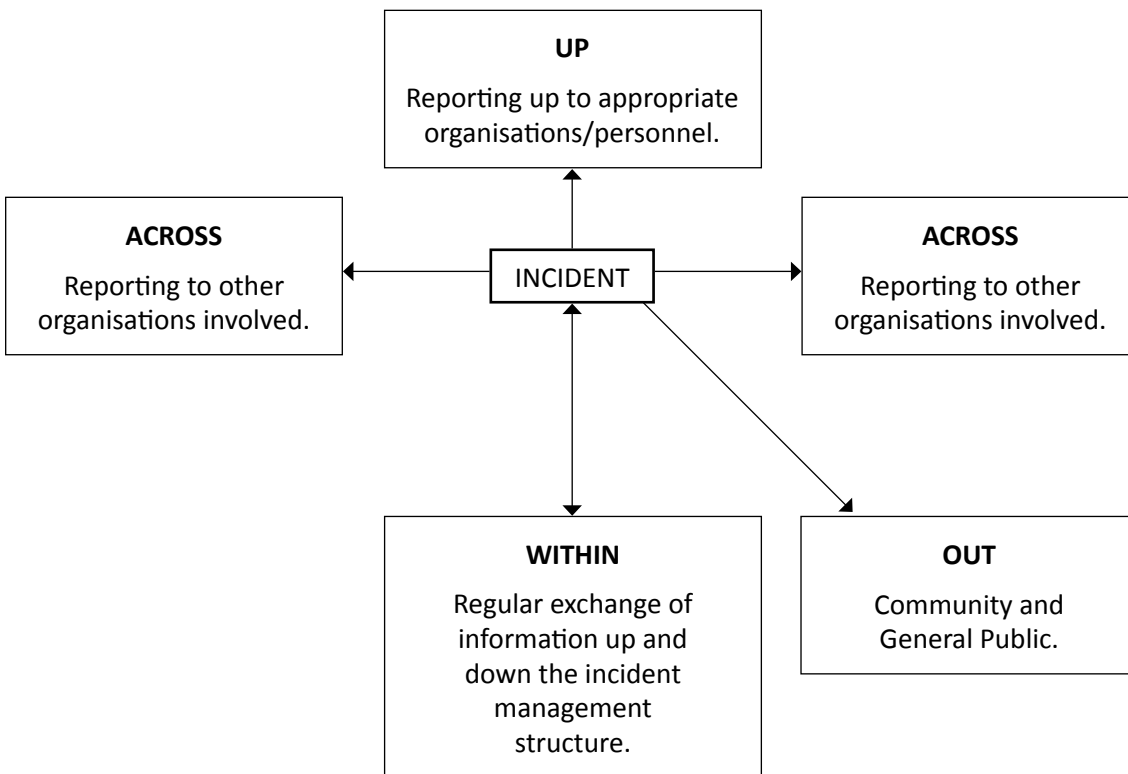 UP
Reporting up to appropriate
organisations/personnel.
ACROSS
Reporting to other
organisations involved.
INCIDENT
ACROSS
Reporting to other
organisations involved.
WITHIN
Regular exchange of
information up and
down the incident
management
structure.
OUT
Community and
General Public.